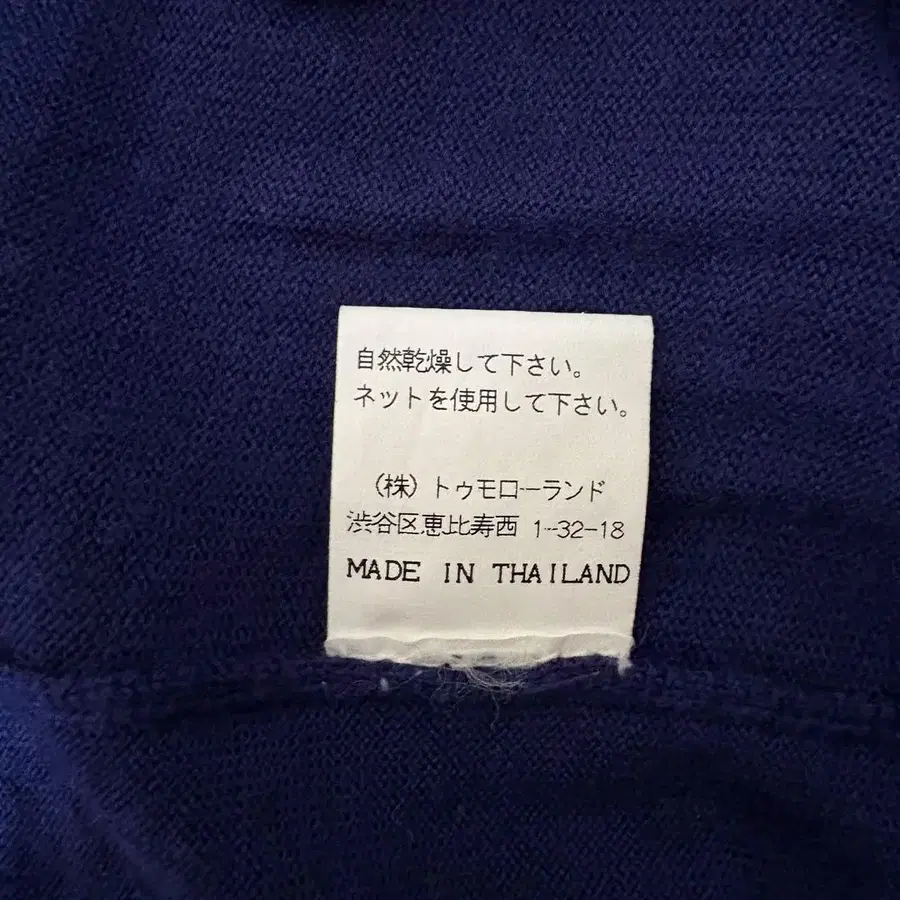 自然乾燥して下さい。
ネットを使用して下さい。
(株)トゥモローランド
渋谷区恵比寿西 1-32-18
MADE IN THAILAND